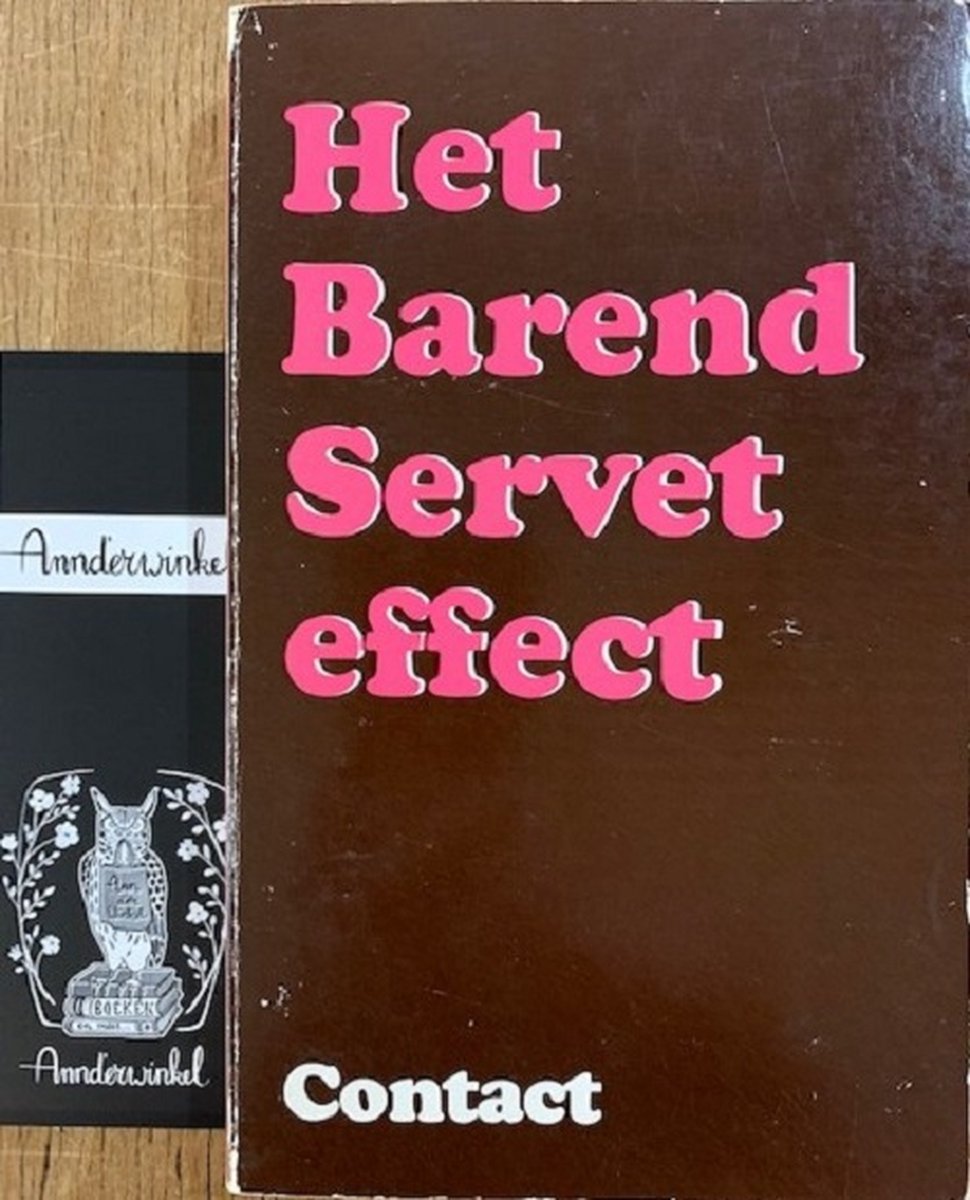 Het
Barend
Servet
effect
Contact
Annderwinke
BOEKEN
Annderwinkel